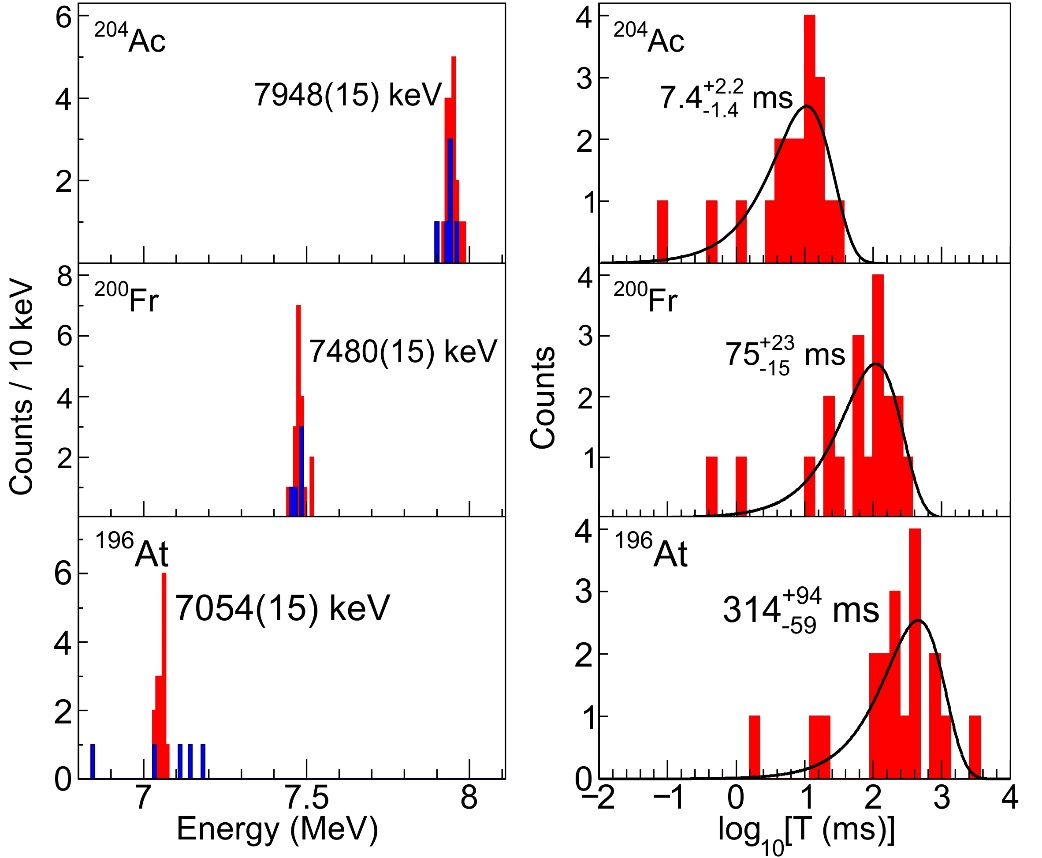 Counts / 10 keV
²⁰⁴Ac
7948(15) keV
6
4
2
²⁰⁰Fr
7480(15) keV
8
6
4
2
¹⁹⁶At
7054(15) keV
6
4
2
0
7 7.5 8
Energy (MeV)
Counts
²⁰⁴Ac
7.4+2.2-1.4 ms
4
3
2
1
²⁰⁰Fr
75+23-15 ms
4
3
2
1
¹⁹⁶At
314+94-59 ms
4
3
2
1
0
−2 −1 0 1 2 3 4
log₁₀[T (ms)]